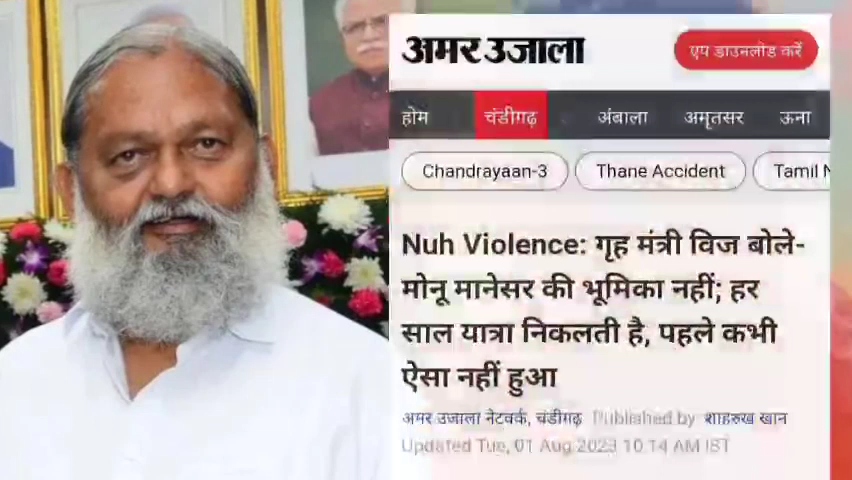 अमर उजाला
एप डाउनलोड करें
होम चंडीगढ़ अंबाला अमृतसर ऊना
Chandrayaan-3 Thane Accident Tamil
Nuh Violence: गृह मंत्री विज बोले-
मोनू मानेसर की भूमिका नहीं; हर
साल यात्रा निकलती है, पहले कभी
ऐसा नहीं हुआ
अमर उजाला नेटवर्क, चंडीगढ़ Published by शाहरुख खान
Updated Tue, 01 Aug 2023 10:14 AM IST